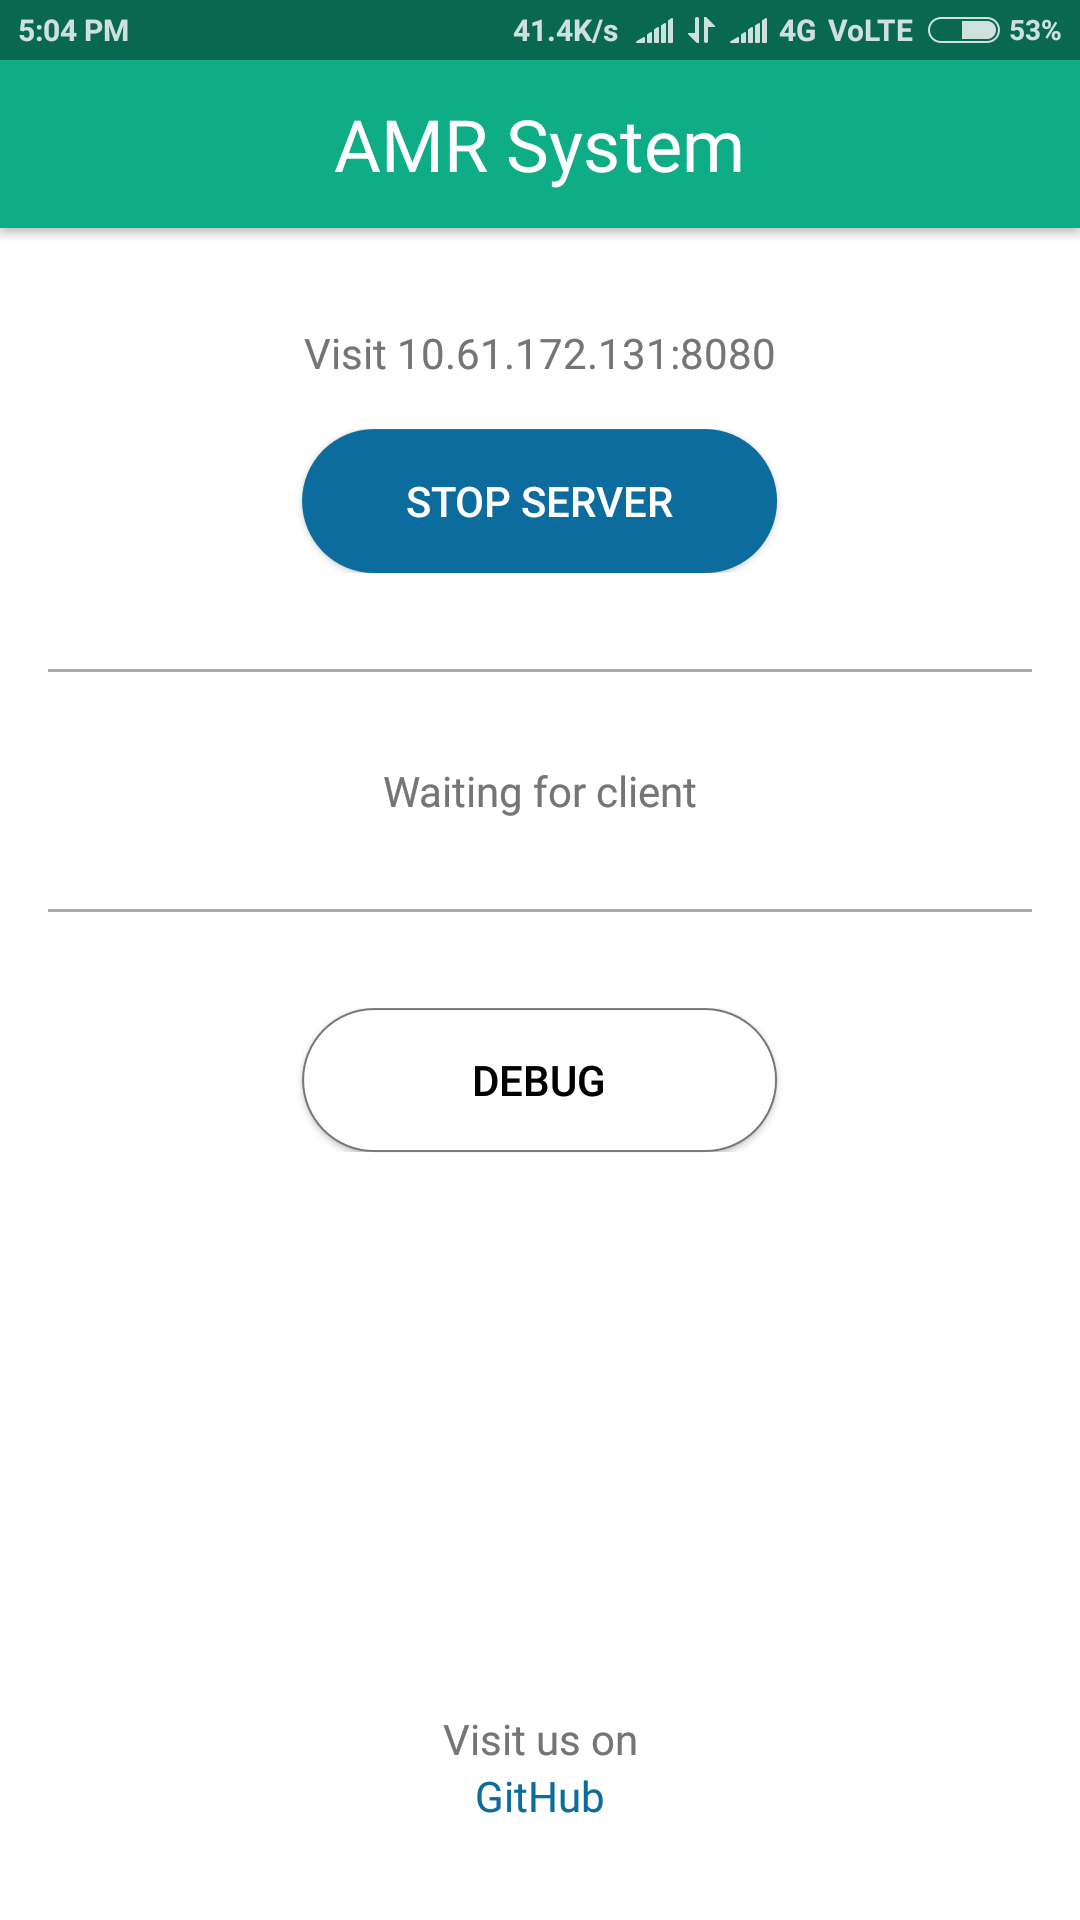 5:04 PM 41.4K/s 4G VoLTE 53%
AMR System
Visit 10.61.172.131:8080
STOP SERVER
Waiting for client
DEBUG
Visit us on
GitHub